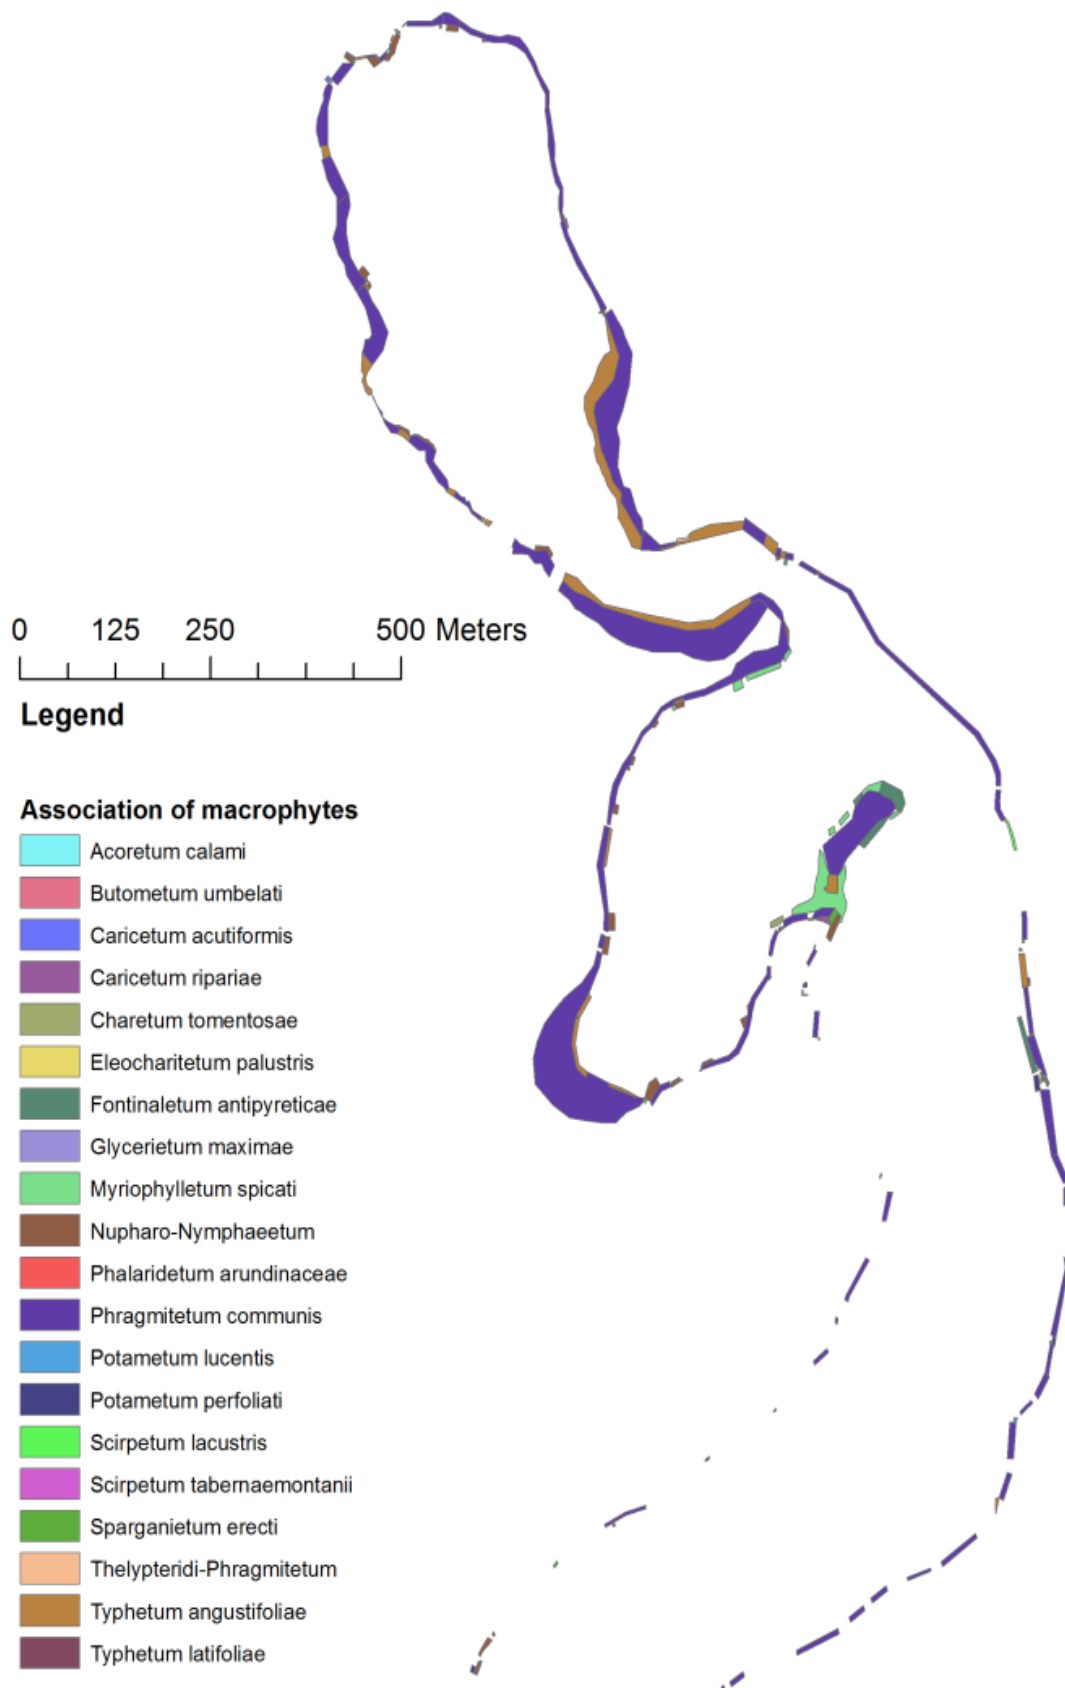 0 125 250 500 Meters
Legend
Association of macrophytes
Acoretum calami
Butometum umbelati
Caricetum acutiformis
Caricetum ripariae
Charetum tomentosae
Eleocharitetum palustris
Fontinaletum antipyreticae
Glycerietum maximae
Myriophylletum spicati
Nupharo-Nymphaeetum
Phalaridetum arundinaceae
Phragmitetum communis
Potametum lucentis
Potametum perfoliati
Scirpetum lacustris
Scirpetum tabernaemontanii
Sparganietum erecti
Thelypteridi-Phragmitetum
Typhetum angustifoliae
Typhetum latifoliae